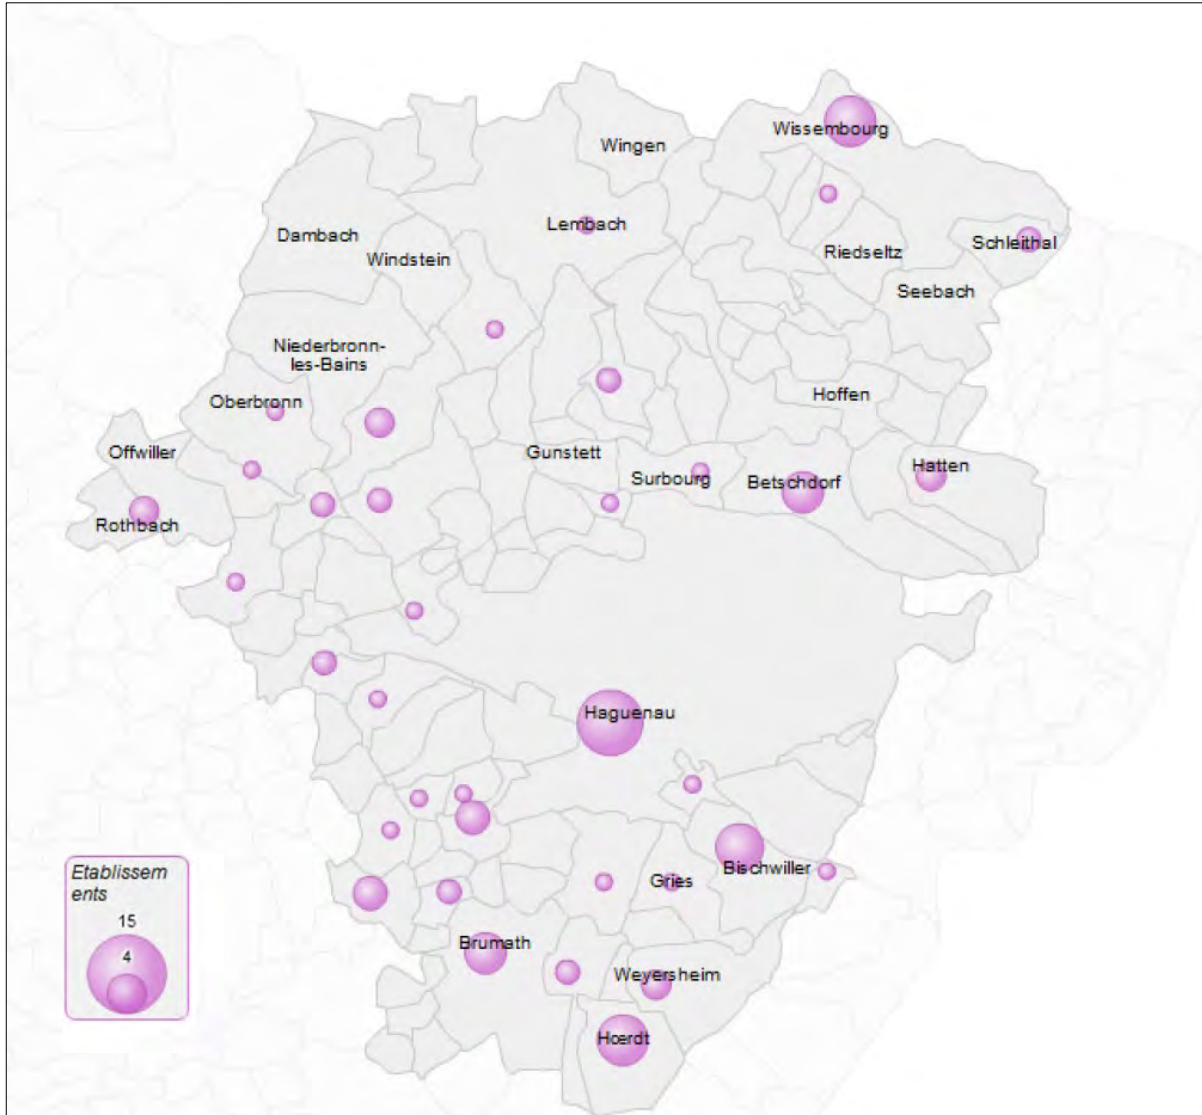 Wissembourg
Wingen
Lembach
Dambach
Schleithal
Riedseltz
Windstein
Seebach
Niederbronn-
les-Bains
Hoffen
Oberbronn
Offwiller
Gunstett
Hatten
Surbourg
Betschdorf
Rothbach
Haguenau
Bischwiller
Gries
Etablissem
ents
15
4
Brumath
Weyersheim
Hœrdt